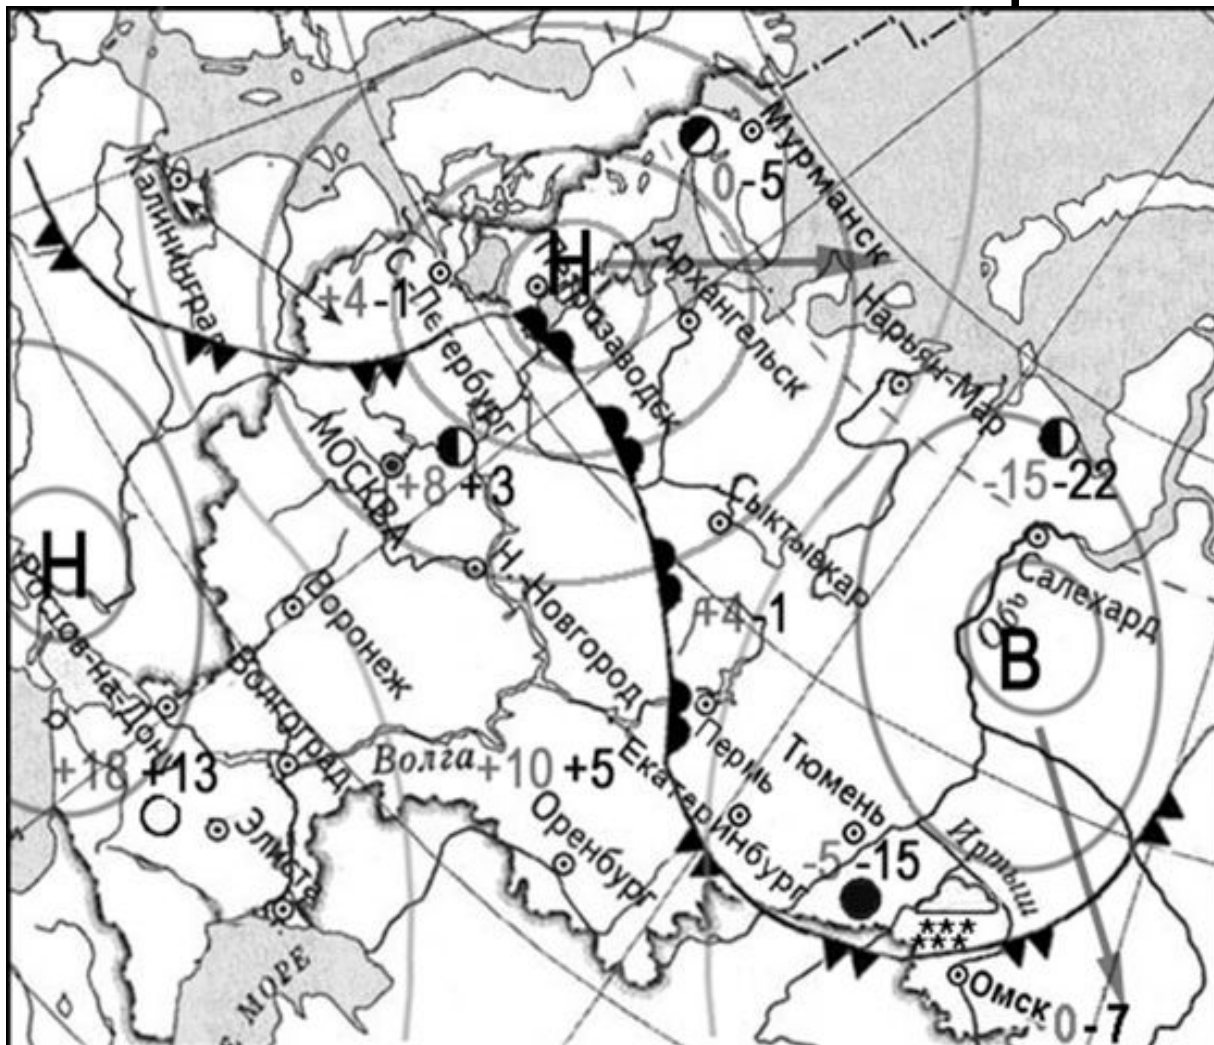 Мурманск
0-5
Калининград
Н
Петрозаводск
Архангельск
С.-Петербург
+4-1
Нарьян-Мар
МОСКВА
+8+3
-15-22
Сыктывкар
Н
Салехард
Обь
В
Н.-Новгород
Воронеж
+4-1
Ростов-на-Дону
Волгоград
Пермь
Екатеринбург
Тюмень
Волга
+10+5
+18+13
Оренбург
Элиста
Иртыш
-5-15
***
***
МОРЕ
Омск
0-7